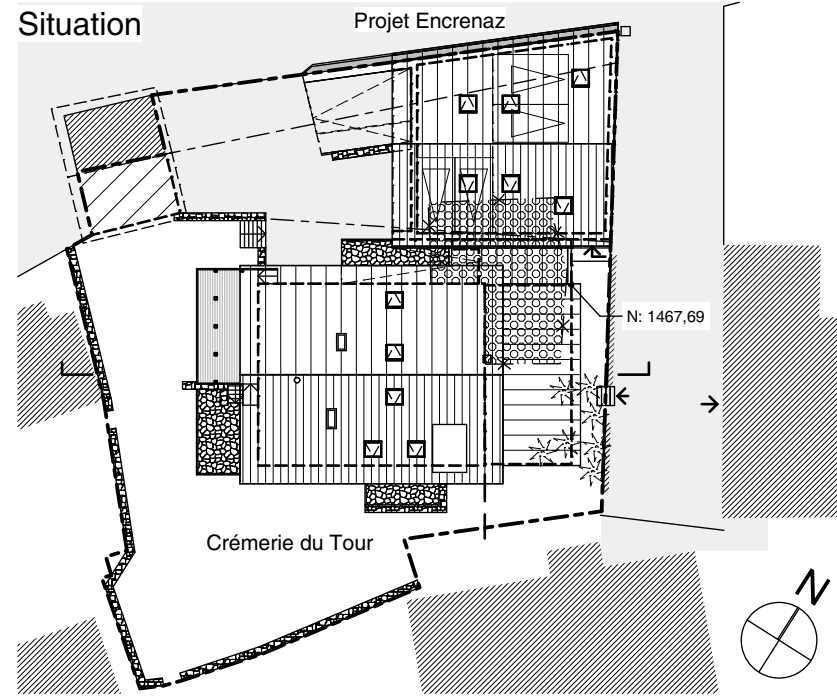 Situation
Projet Encrenaz
N: 1467,69
Crémerie du Tour
N